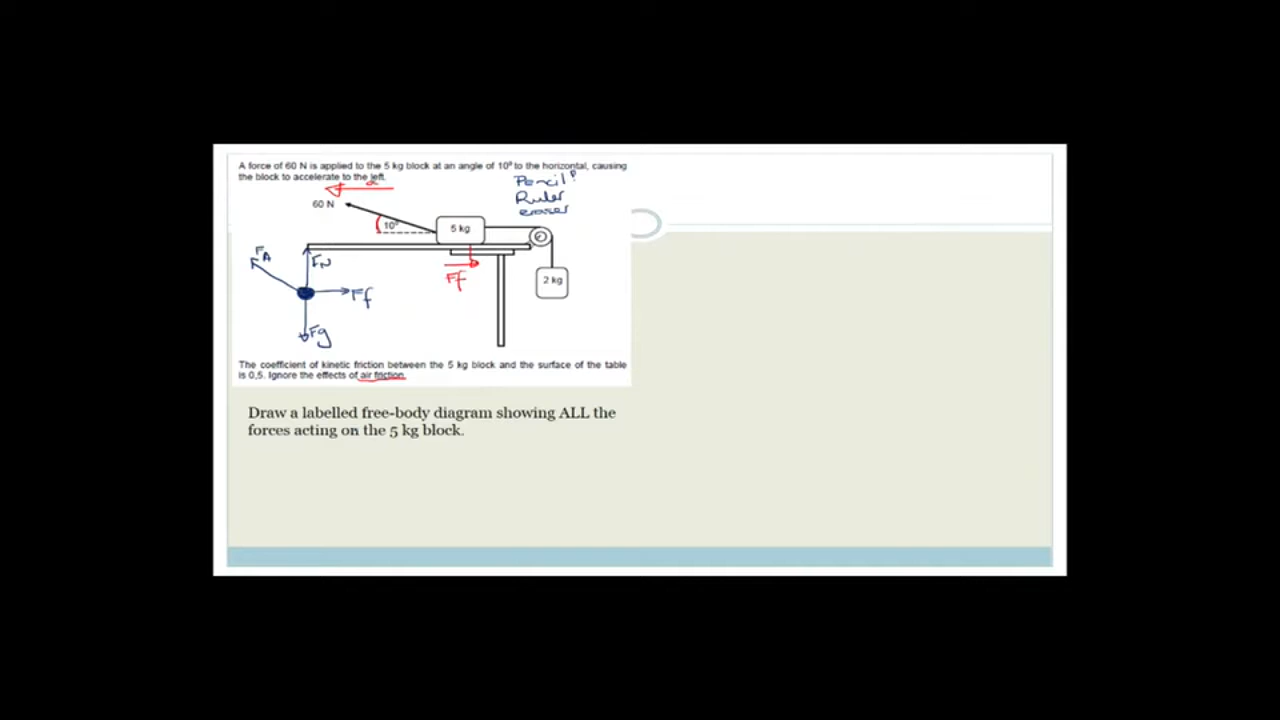 A force of 60 N is applied to the 5 kg block at an angle of 10⁰ to the horizontal, causing
the block to accelerate to the left.
a
Pencil?
Ruler
eraser
60 N
10°
5 kg
FA
FN
Ff
Ff
2 kg
Fg
The coefficient of kinetic friction between the 5 kg block and the surface of the table
is 0,5. Ignore the effects of air friction.
Draw a labelled free-body diagram showing ALL the
forces acting on the 5 kg block.